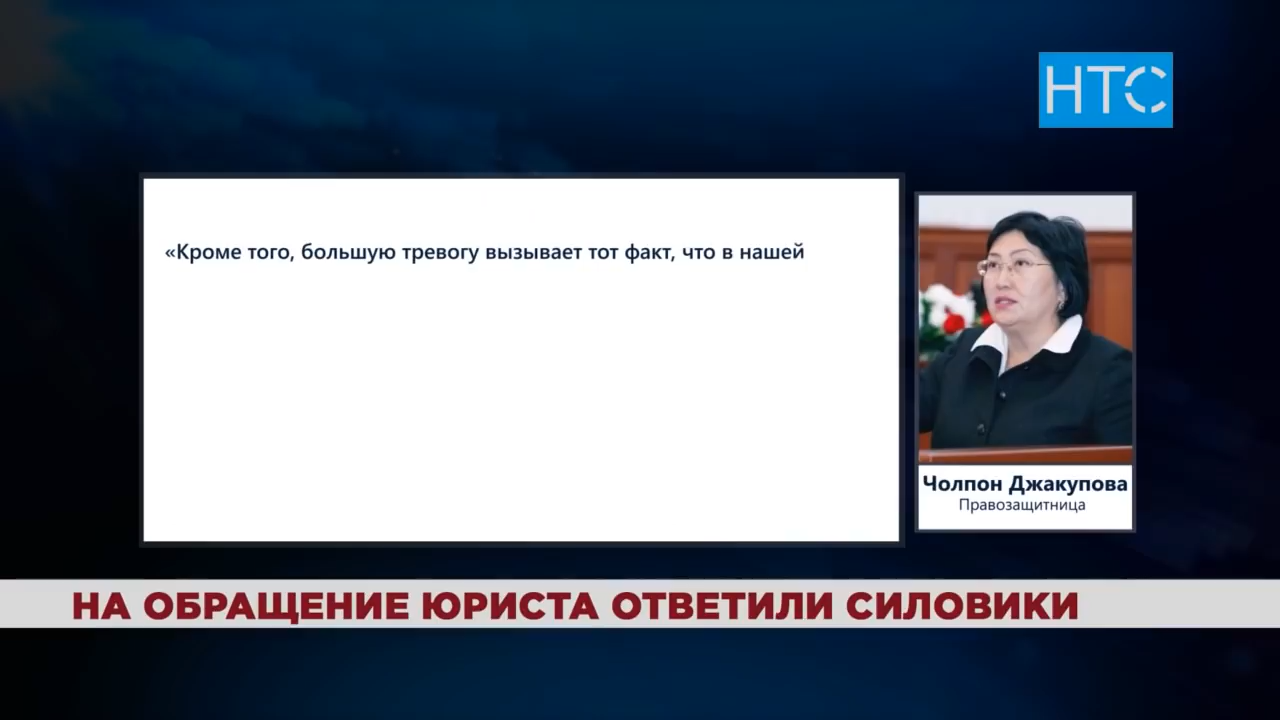 НТС
«Кроме того, большую тревогу вызывает тот факт, что в нашей
Чолпон Джакупова
Правозащитница
НА ОБРАЩЕНИЕ ЮРИСТА ОТВЕТИЛИ СИЛОВИКИ